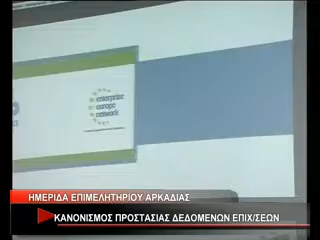 enterprise
europe
network
ΗΜΕΡΙΔΑ ΕΠΙΜΕΛΗΤΗΡΙΟΥ ΑΡΚΑΔΙΑΣ
ΚΑΝΟΝΙΣΜΟΣ ΠΡΟΣΤΑΣΙΑΣ ΔΕΔΟΜΕΝΩΝ ΕΠΙΧ/ΣΕΩΝ